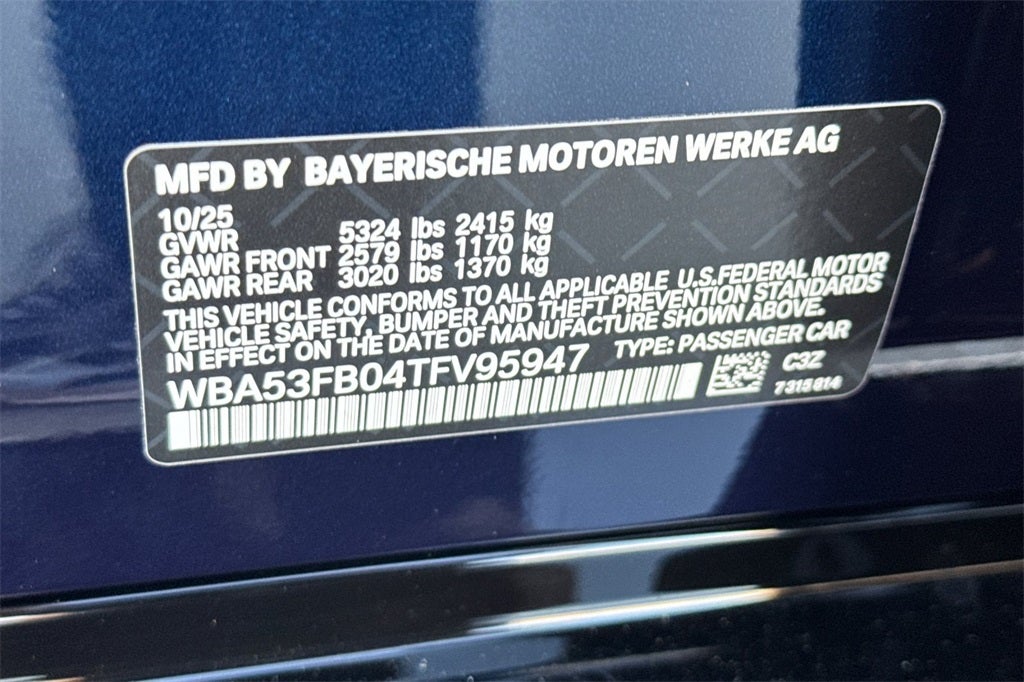 MFD BY BAYERISCHE MOTOREN WERKE AG
10/25
GVWR 5324 lbs 2415 kg
GAWR FRONT 2579 lbs 1170 kg
GAWR REAR 3020 lbs 1370 kg
THIS VEHICLE CONFORMS TO ALL APPLICABLE U.S.FEDERAL MOTOR
VEHICLE SAFETY, BUMPER AND THEFT PREVENTION STANDARDS
IN EFFECT ON THE DATE OF MANUFACTURE SHOWN ABOVE.
WBA53FB04TFV95947 TYPE: PASSENGER CAR
C3Z
7315814